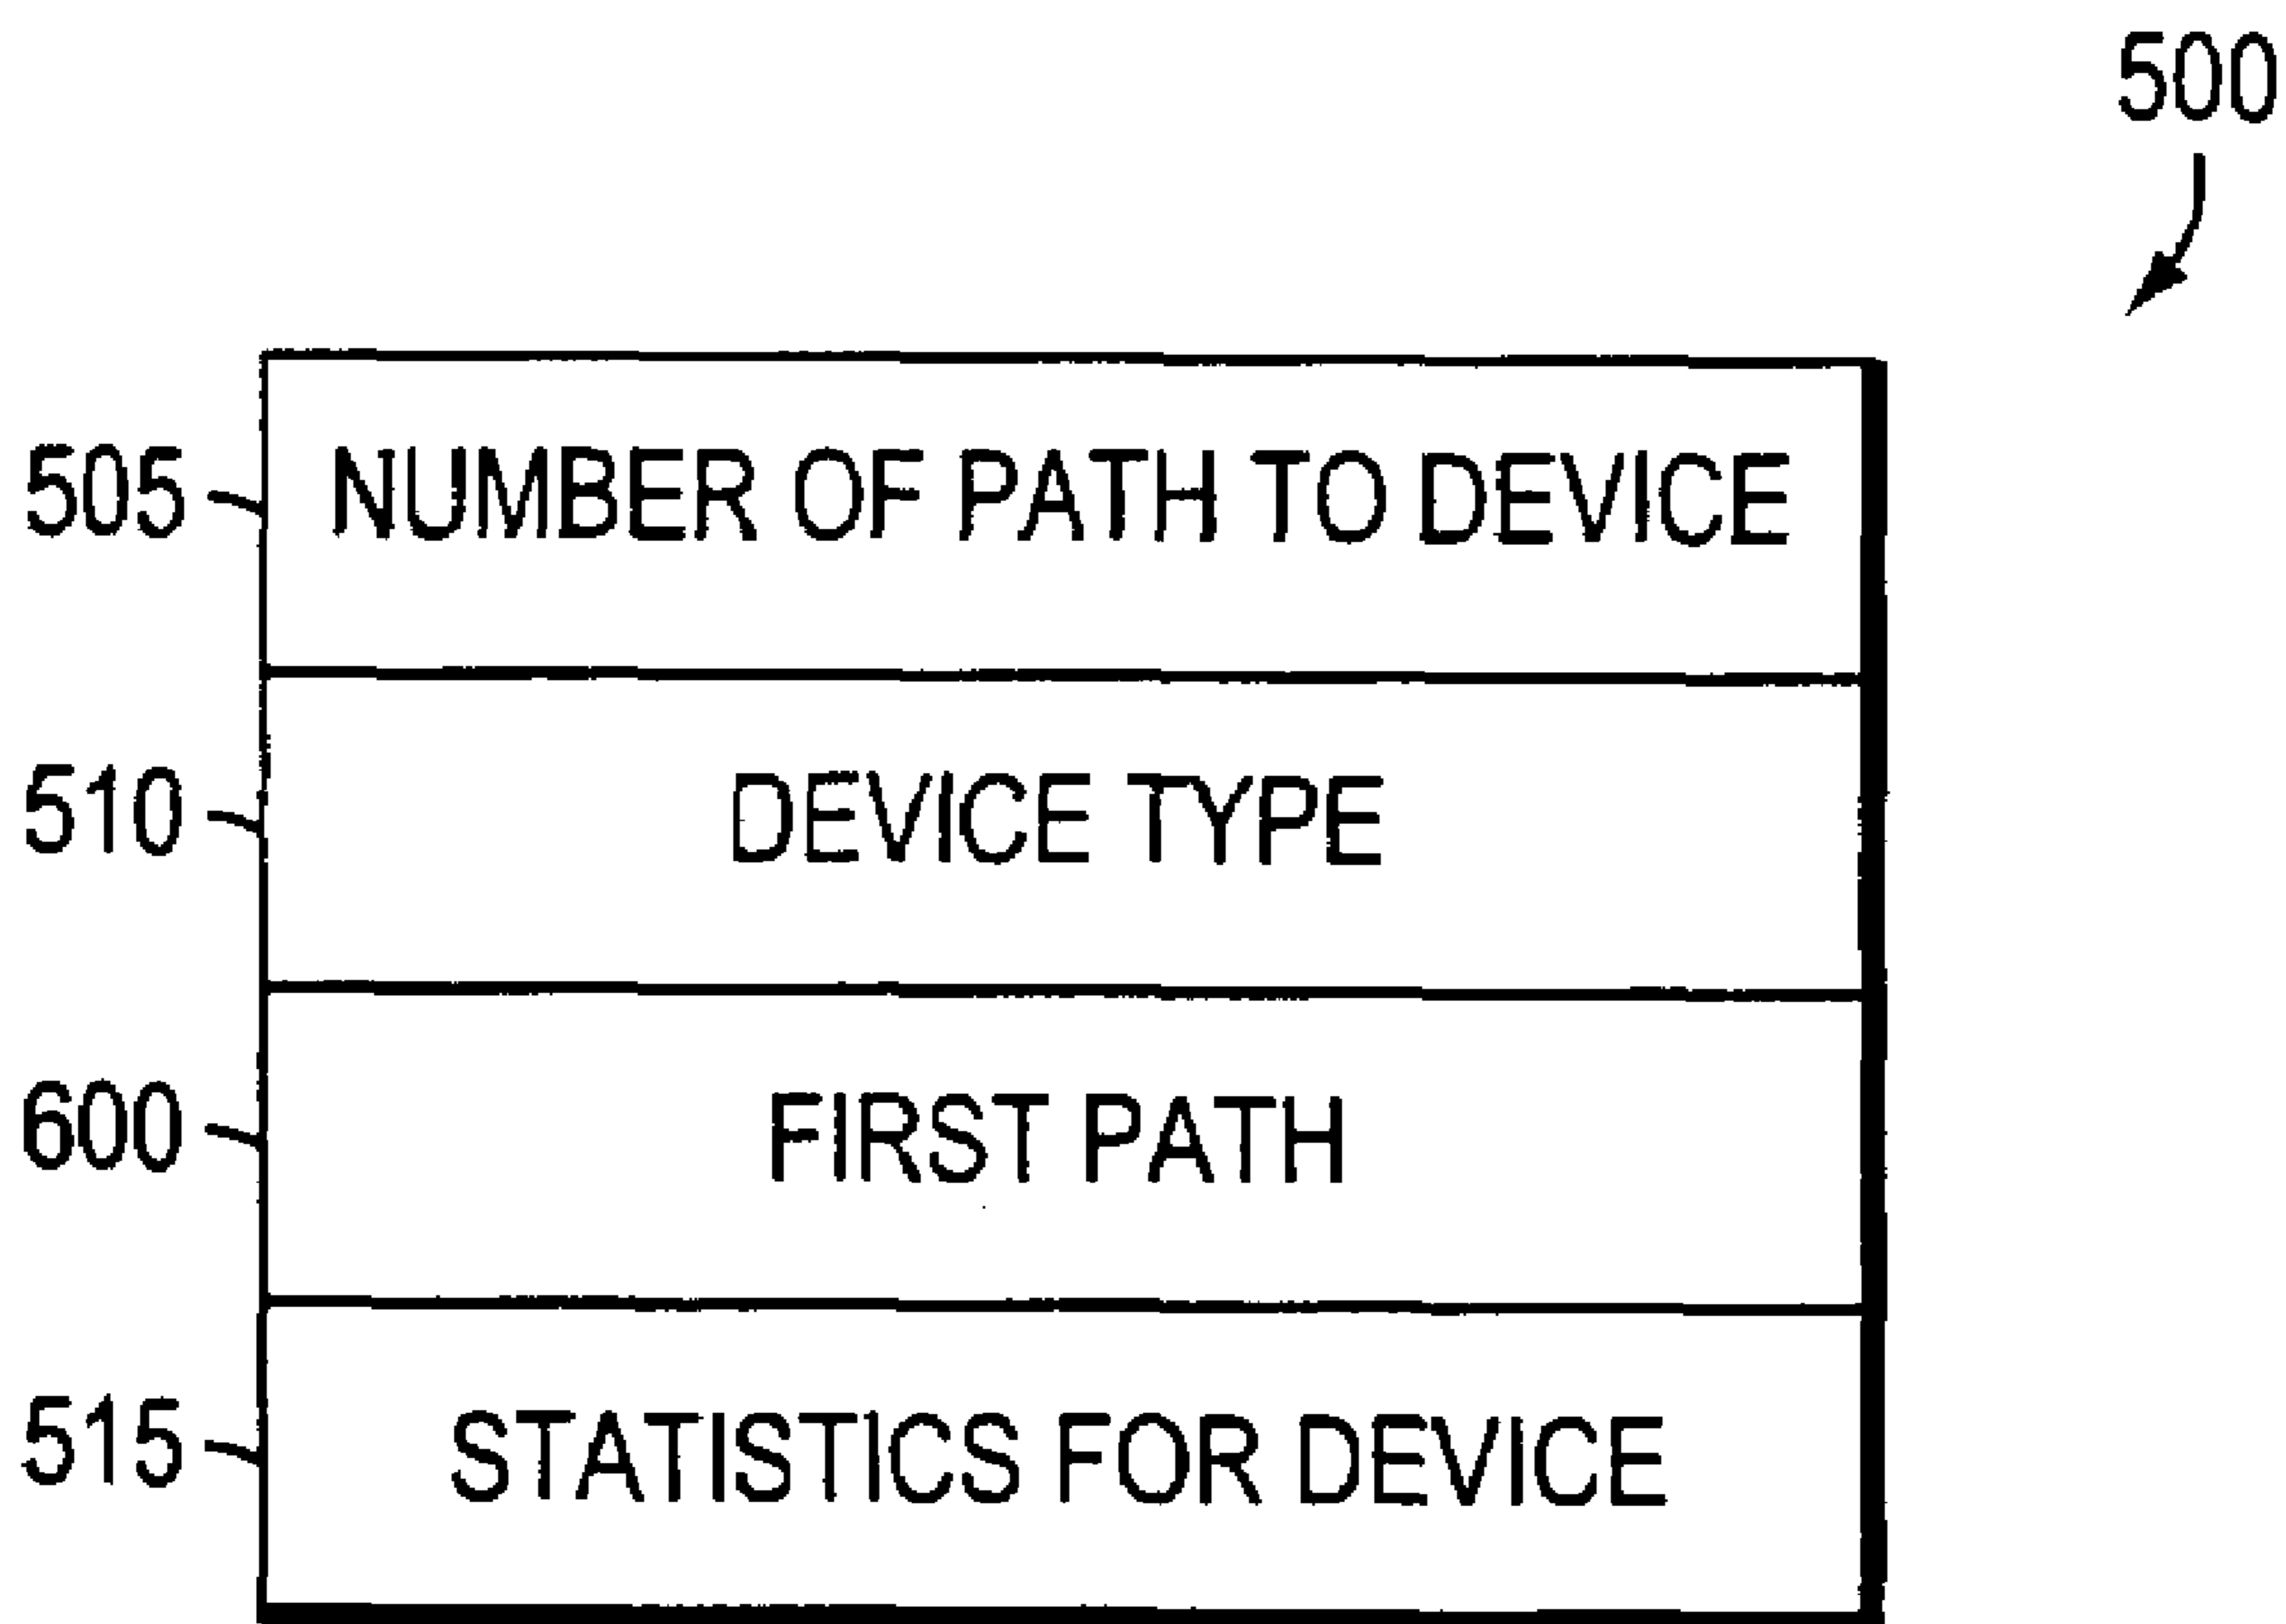 500
505 NUMBER OF PATH TO DEVICE
510 DEVICE TYPE
600 FIRST PATH
515 STATISTICS FOR DEVICE